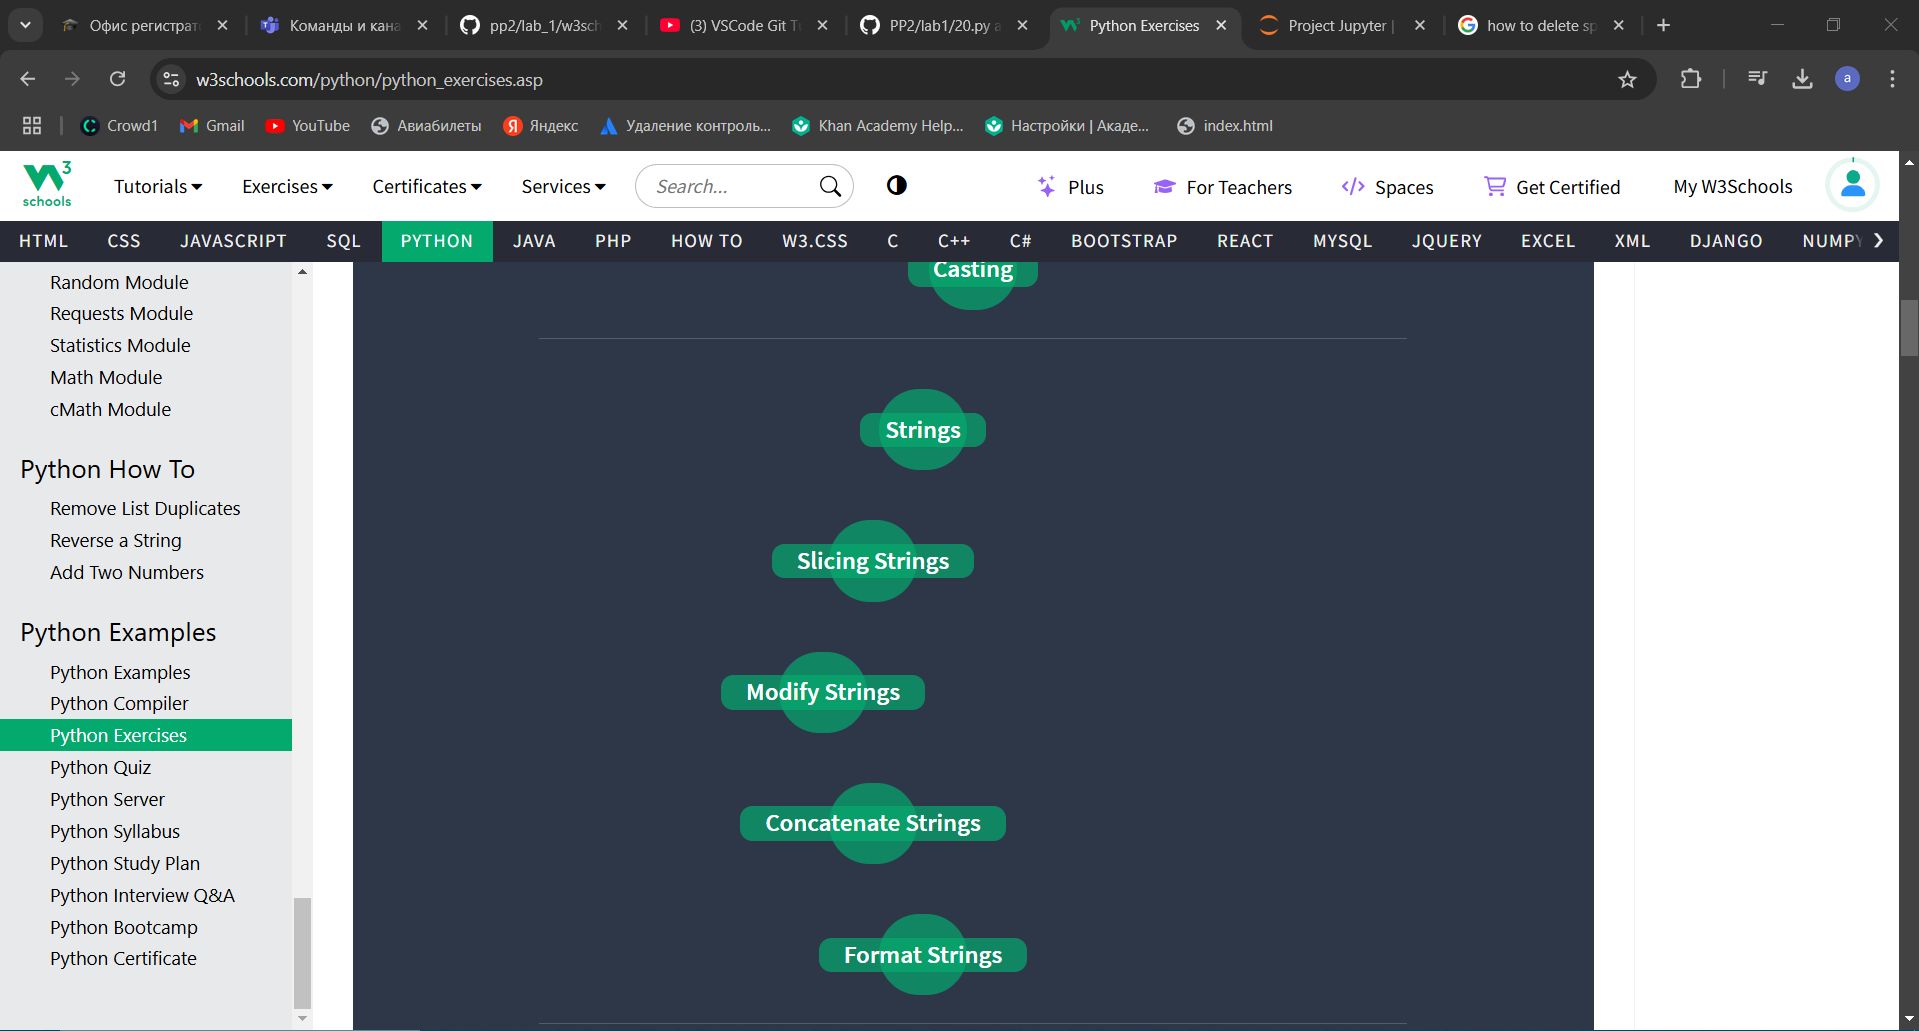 Офис регистрат
Команды и кана
pp2/lab_1/w3sch
(3) VSCode Git Tu
PP2/lab1/20.py a
Python Exercises
Project Jupyter |
how to delete sp
w3schools.com/python/python_exercises.asp
a
Crowd1
Gmail
YouTube
Авиабилеты
Яндекс
Удаление контроль...
Khan Academy Help...
Настройки | Акаде...
index.html
W3
schools
Tutorials
Exercises
Certificates
Services
Search...
Plus
For Teachers
Spaces
Get Certified
My W3Schools
HTML
CSS
JAVASCRIPT
SQL
PYTHON
JAVA
PHP
HOW TO
W3.CSS
C
C++
C#
BOOTSTRAP
REACT
MYSQL
JQUERY
EXCEL
XML
DJANGO
NUMPY
Random Module
Requests Module
Statistics Module
Math Module
cMath Module
Python How To
Remove List Duplicates
Reverse a String
Add Two Numbers
Python Examples
Python Examples
Python Compiler
Python Exercises
Python Quiz
Python Server
Python Syllabus
Python Study Plan
Python Interview Q&A
Python Bootcamp
Python Certificate
Casting
Strings
Slicing Strings
Modify Strings
Concatenate Strings
Format Strings